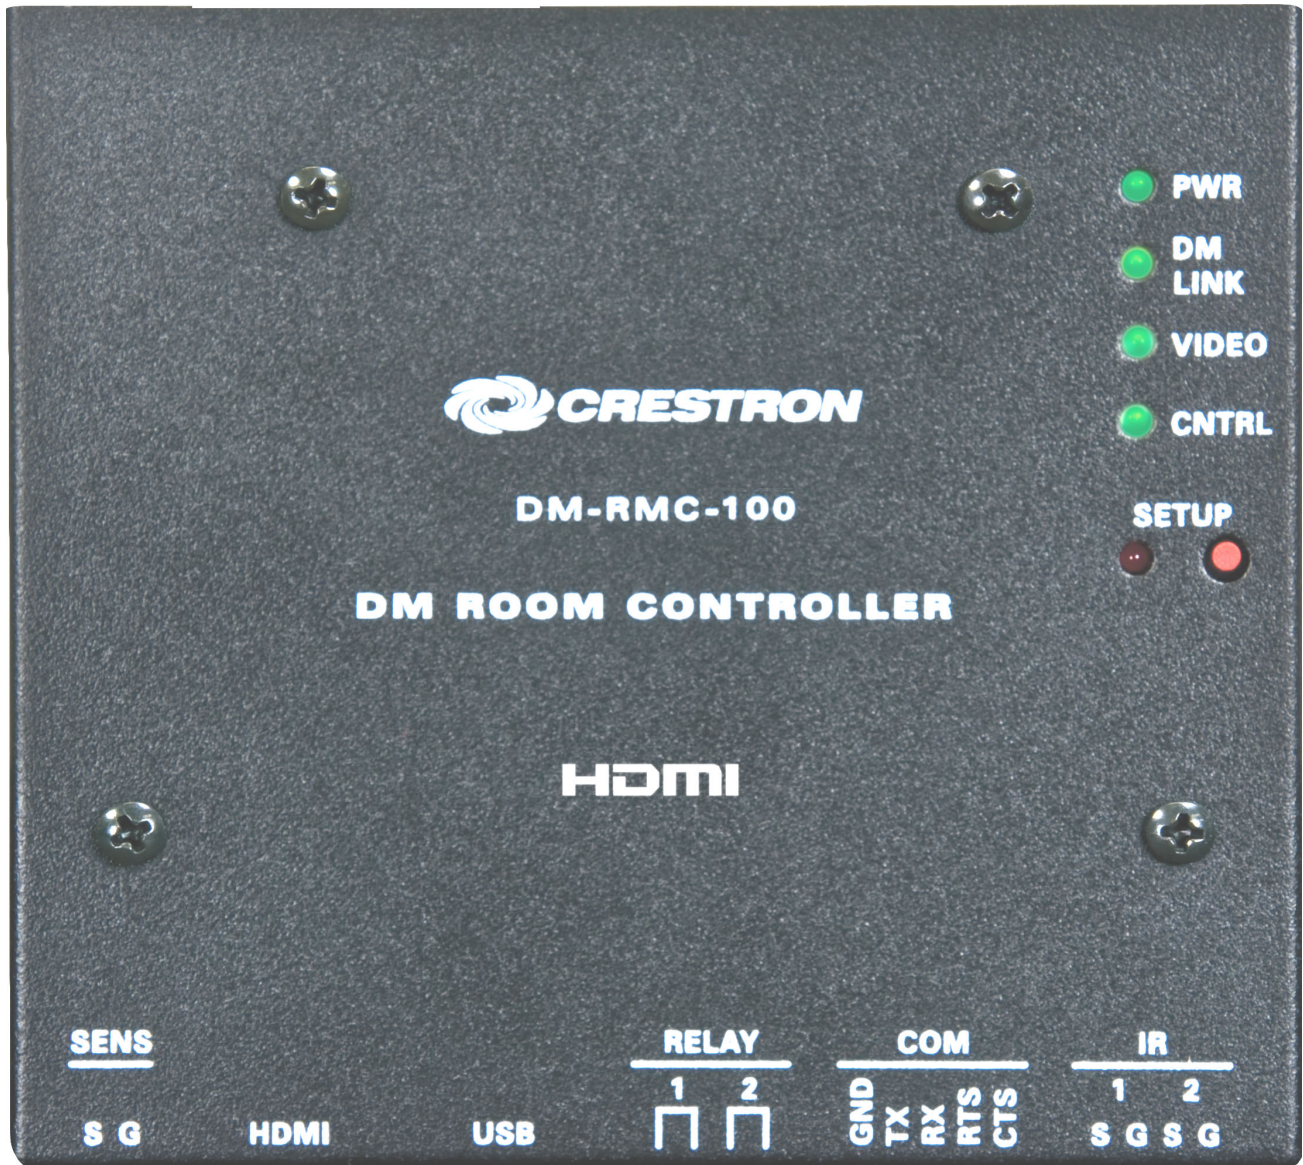 PWR
DM
LINK
VIDEO
CRESTRON
CNTRL
DM-RMC-100
SETUP
DM ROOM CONTROLLER
HDMI
SENS
RELAY
COM
IR
1 2
GND
TX
RX
RTS
CTS
1 2
S G
HDMI
USB
S G S G